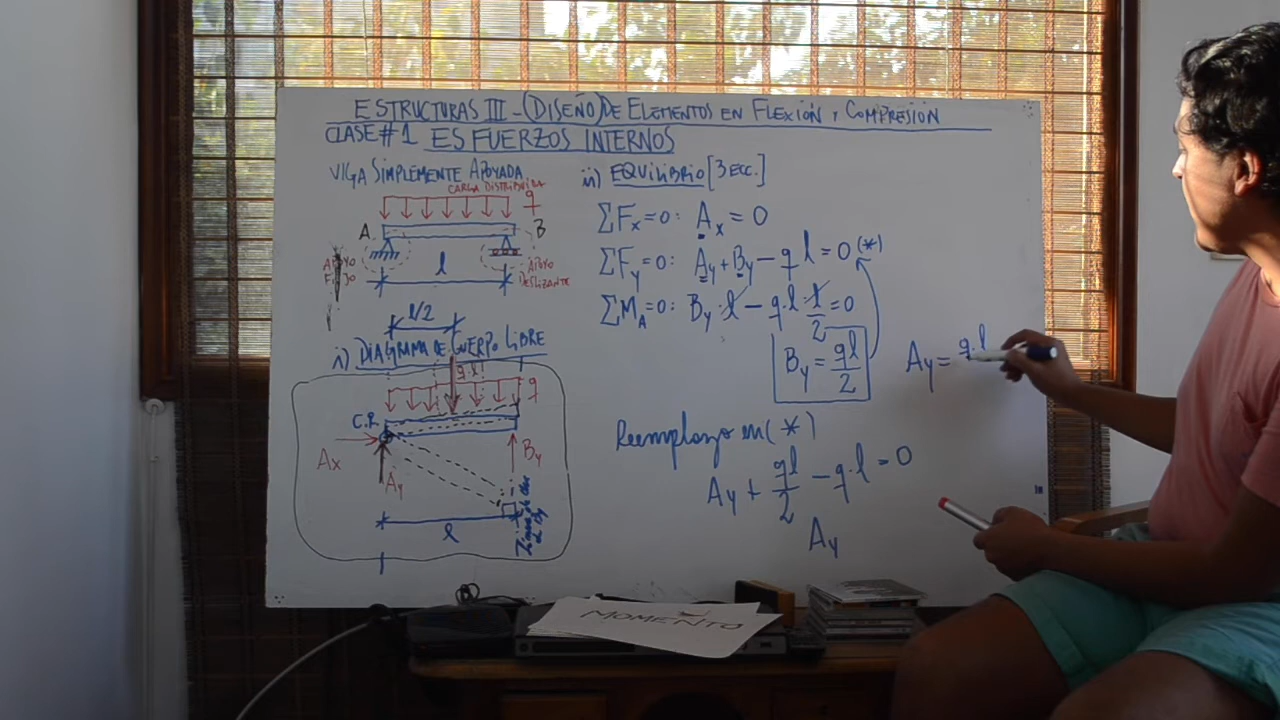 ESTRUCTURAS III - (DISEÑO) DE ELEMENTOS EN FLEXIÓN Y COMPRESIÓN
CLASE #1 ESFUERZOS INTERNOS
VIGA SIMPLEMENTE APOYADA
CARGA DISTRIBUIDA
q
A
B
APOYO
FIJO
l
APOYO
DESLIZANTE
l/2
i) DIAGRAMA DE CUERPO LIBRE
q.l
q
C.R
Ax
Ay
By
l
ii) EQUILIBRIO [3 ECC.]
ΣFx=0: Ax = 0
ΣFy=0: Ay + By - q l = 0 (*)
ΣMA=0: By · l - q·l · l/2 = 0
By = ql/2
Ay = q.l
Reemplazo en (*)
Ay + ql/2 - q·l = 0
Ay
MOMENTO